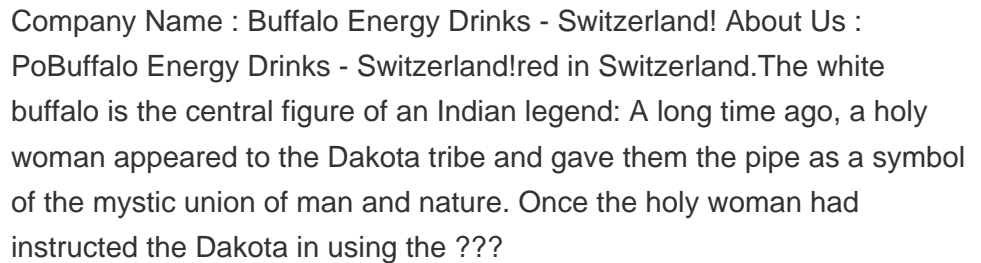 Company Name : Buffalo Energy Drinks - Switzerland! About Us :
PoBuffalo Energy Drinks - Switzerland!red in Switzerland.The white
buffalo is the central figure of an Indian legend: A long time ago, a holy
woman appeared to the Dakota tribe and gave them the pipe as a symbol
of the mystic union of man and nature. Once the holy woman had
instructed the Dakota in using the ???